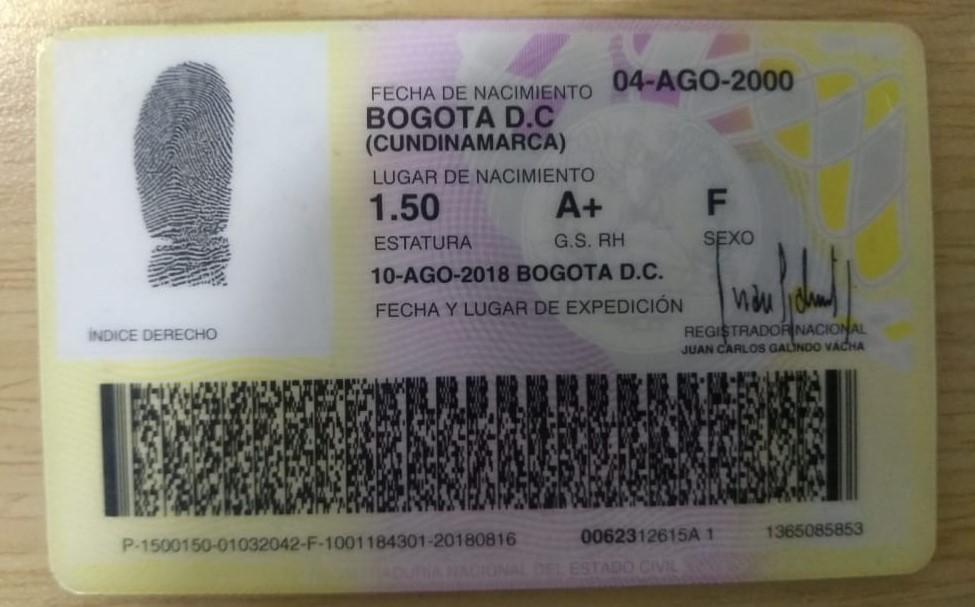 FECHA DE NACIMIENTO 04-AGO-2000
BOGOTA D.C
(CUNDINAMARCA)
LUGAR DE NACIMIENTO
1.50 A+ F
ESTATURA G.S. RH SEXO
10-AGO-2018 BOGOTA D.C.
FECHA Y LUGAR DE EXPEDICIÓN
ÍNDICE DERECHO
REGISTRADOR NACIONAL
JUAN CARLOS GALINDO VACHA
P-1500150-01032042-F-1001184301-20180816 0062312615A 1 1365085853
NACIONAL DEL ESTADO CIVIL